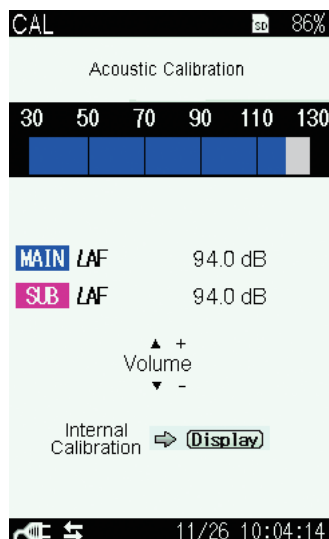 CAL SD 86%
Acoustic Calibration
30 50 70 90 110 130
MAIN LAF 94.0 dB
SUB LAF 94.0 dB
▲ +
Volume
▼ -
Internal
Calibration ⇨ (Display)
11/26 10:04:14